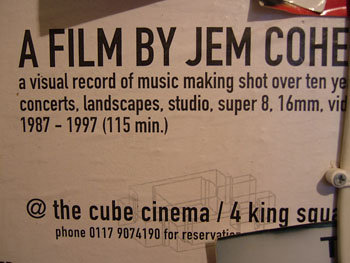 A FILM BY JEM COHE
a visual record of music making shot over ten ye
concerts, landscapes, studio, super 8, 16mm, vid
1987 - 1997 (115 min.)
@ the cube cinema / 4 king squa
phone 0117 9074190 for reservation